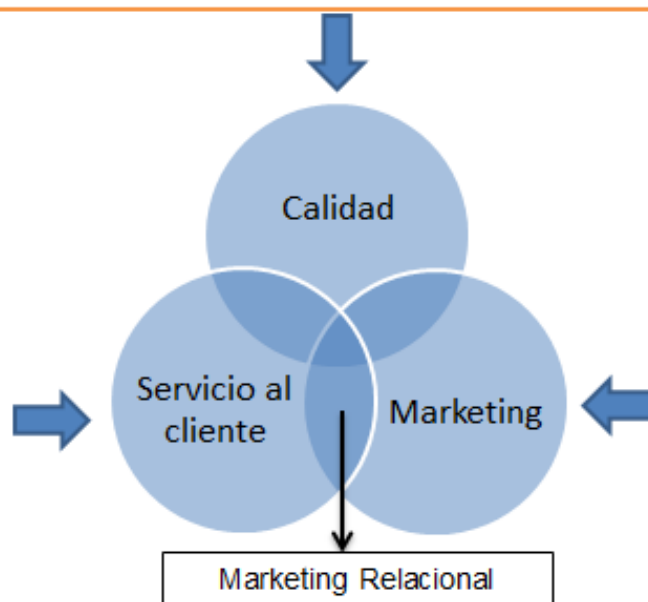 Calidad
Servicio al
cliente
Marketing
Marketing Relacional